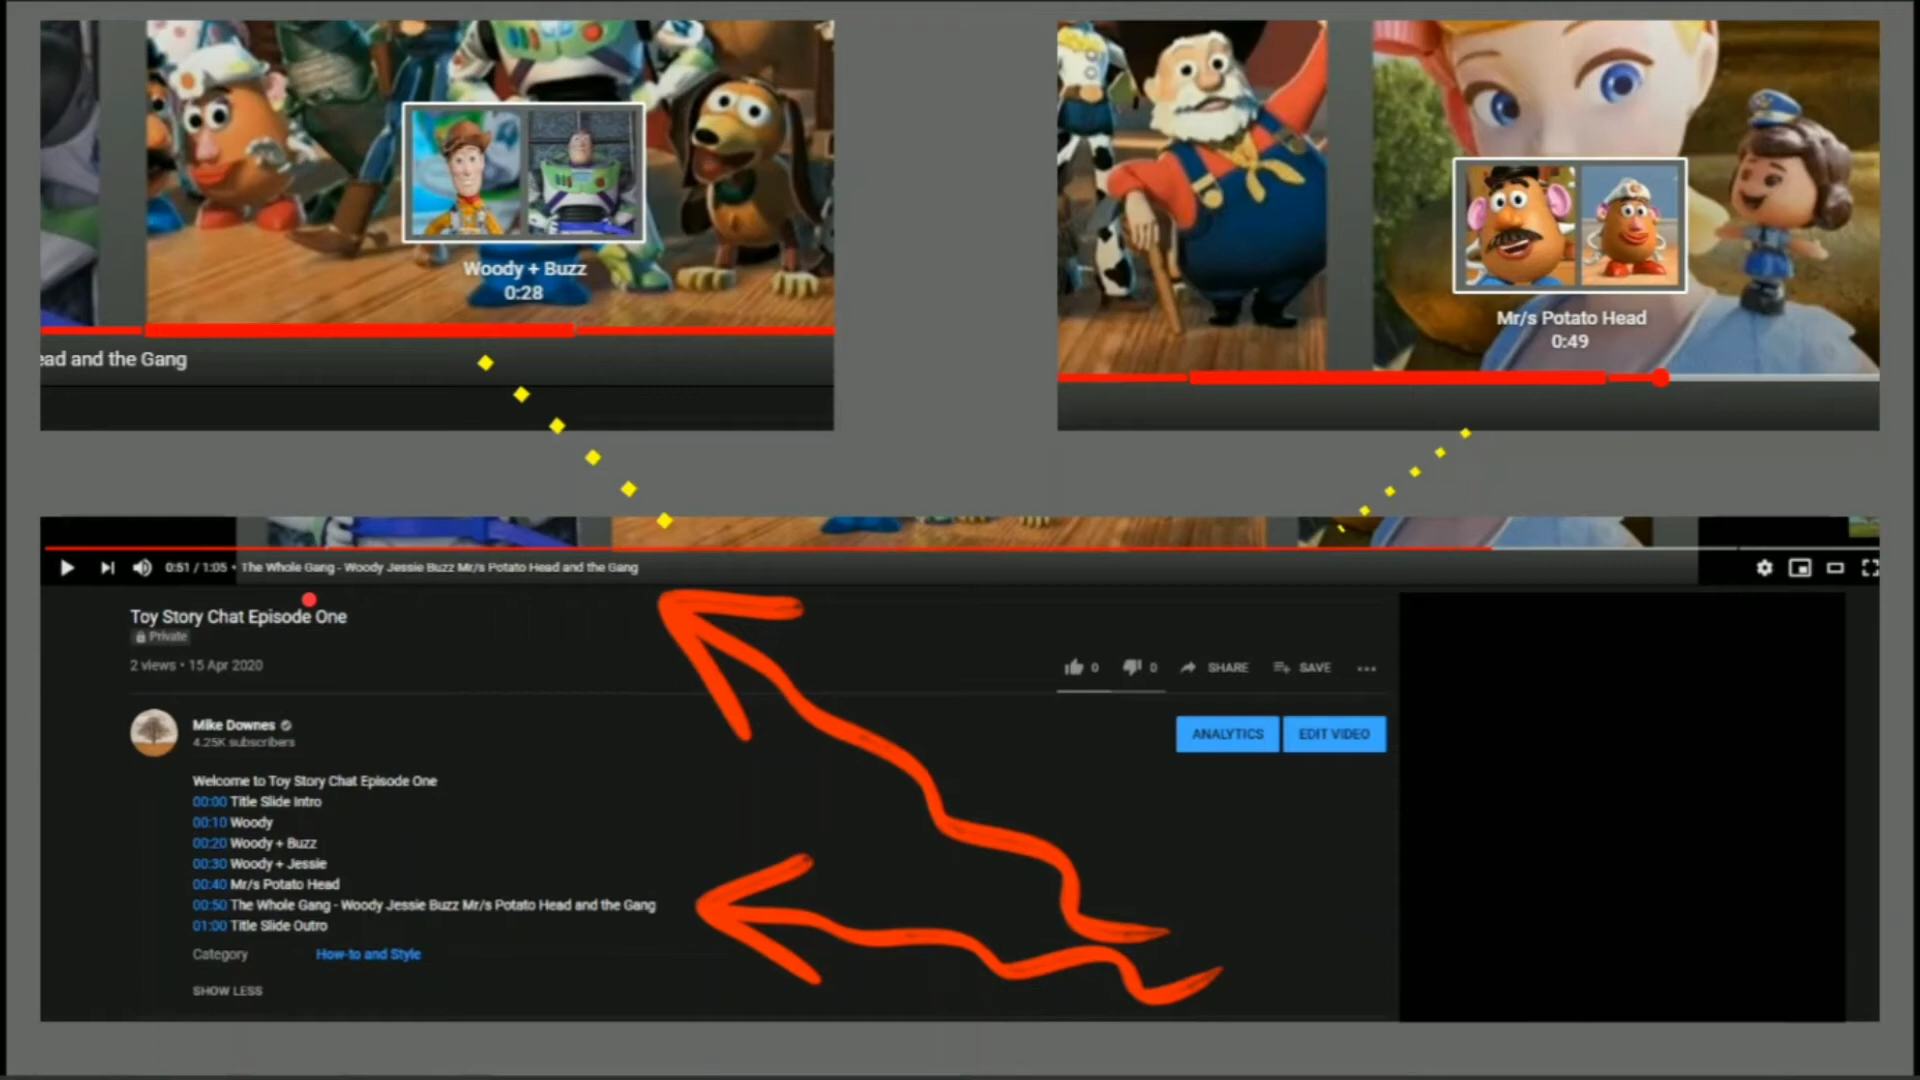 Woody + Buzz
0:28
ead and the Gang
Mr/s Potato Head
0:49
0:51 / 1:05 • The Whole Gang - Woody Jessie Buzz Mr/s Potato Head and the Gang
Toy Story Chat Episode One
Private
2 views • 15 Apr 2020
0 0 SHARE SAVE
Mike Downes
4.25K subscribers
ANALYTICS EDIT VIDEO
Welcome to Toy Story Chat Episode One
00:00 Title Slide Intro
00:10 Woody
00:20 Woody + Buzz
00:30 Woody + Jessie
00:40 Mr/s Potato Head
00:50 The Whole Gang - Woody Jessie Buzz Mr/s Potato Head and the Gang
01:00 Title Slide Outro
Category How-to and Style
SHOW LESS